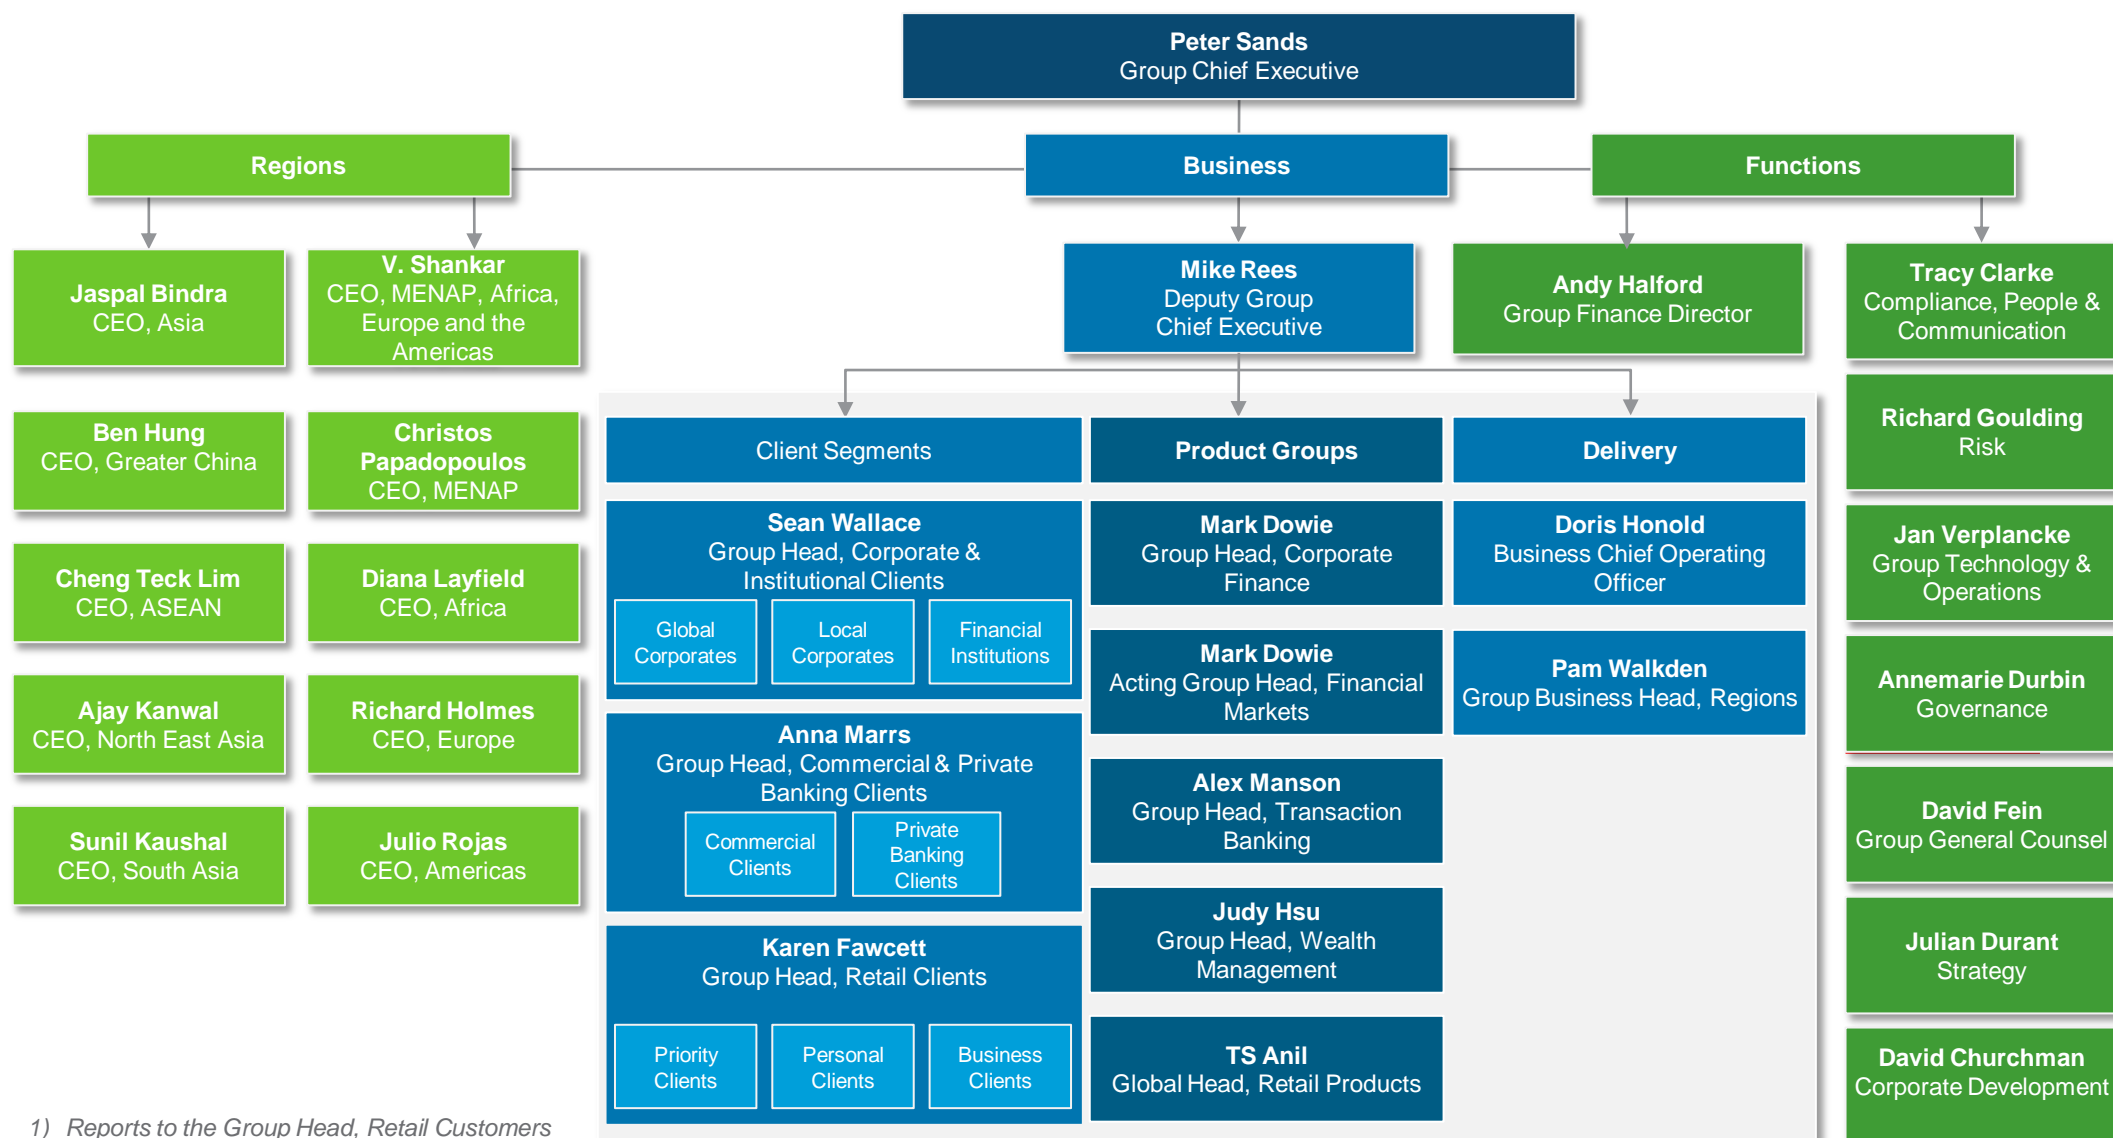 Peter Sands
Group Chief Executive
Regions
Business
Functions
Jaspal Bindra
CEO, Asia
V. Shankar
CEO, MENAP, Africa,
Europe and the
Americas
Mike Rees
Deputy Group
Chief Executive
Andy Halford
Group Finance Director
Tracy Clarke
Compliance, People &
Communication
Ben Hung
CEO, Greater China
Christos
Papadopoulos
CEO, MENAP
Cheng Teck Lim
CEO, ASEAN
Diana Layfield
CEO, Africa
Ajay Kanwal
CEO, North East Asia
Richard Holmes
CEO, Europe
Sunil Kaushal
CEO, South Asia
Julio Rojas
CEO, Americas
Client Segments
Sean Wallace
Group Head, Corporate &
Institutional Clients
Global
Corporates
Local
Corporates
Financial
Institutions
Anna Marrs
Group Head, Commercial & Private
Banking Clients
Commercial
Clients
Private
Banking
Clients
Karen Fawcett
Group Head, Retail Clients
Priority
Clients
Personal
Clients
Business
Clients
Product Groups
Mark Dowie
Group Head, Corporate
Finance
Mark Dowie
Acting Group Head, Financial
Markets
Alex Manson
Group Head, Transaction
Banking
Judy Hsu
Group Head, Wealth
Management
TS Anil
Global Head, Retail Products
Delivery
Doris Honold
Business Chief Operating
Officer
Pam Walkden
Group Business Head, Regions
Richard Goulding
Risk
Jan Verplancke
Group Technology &
Operations
Annemarie Durbin
Governance
David Fein
Group General Counsel
Julian Durant
Strategy
David Churchman
Corporate Development
1) Reports to the Group Head, Retail Customers